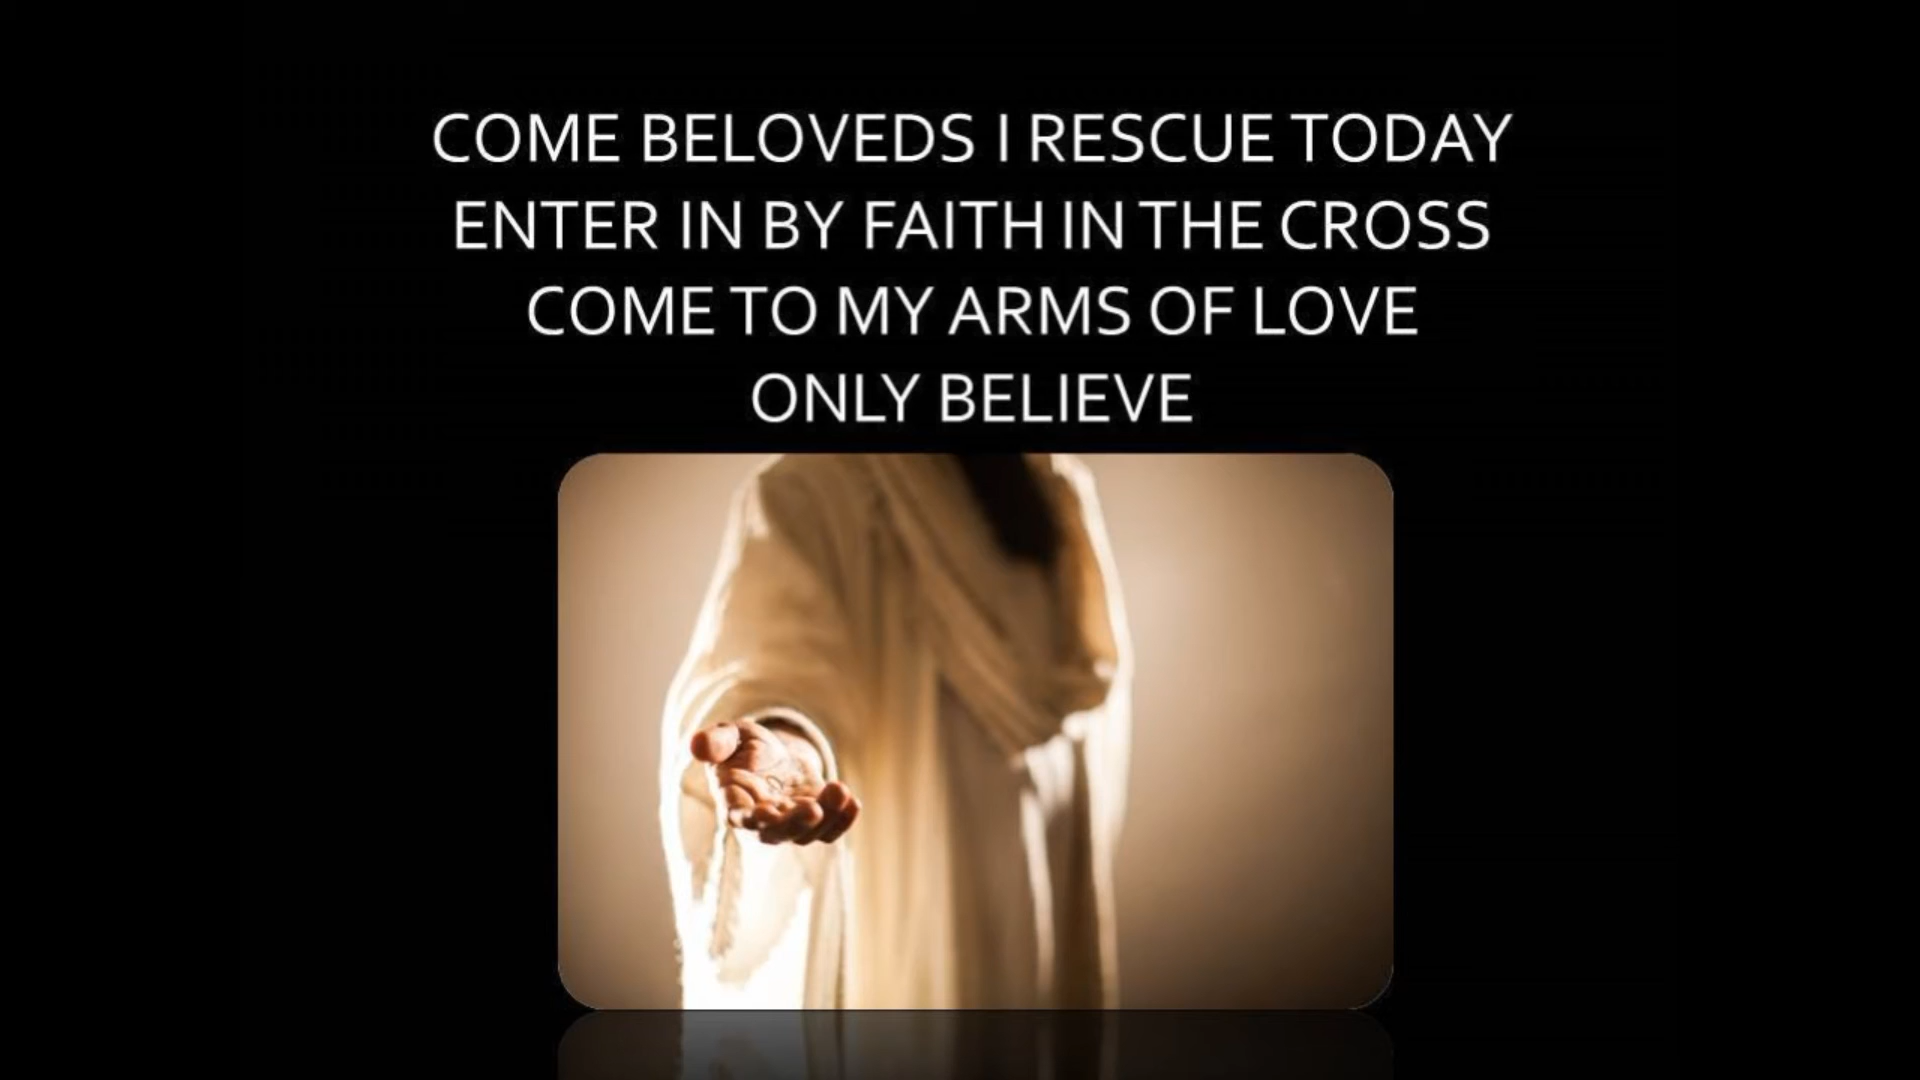 COME BELOVEDS I RESCUE TODAY
ENTER IN BY FAITH IN THE CROSS
COME TO MY ARMS OF LOVE
ONLY BELIEVE